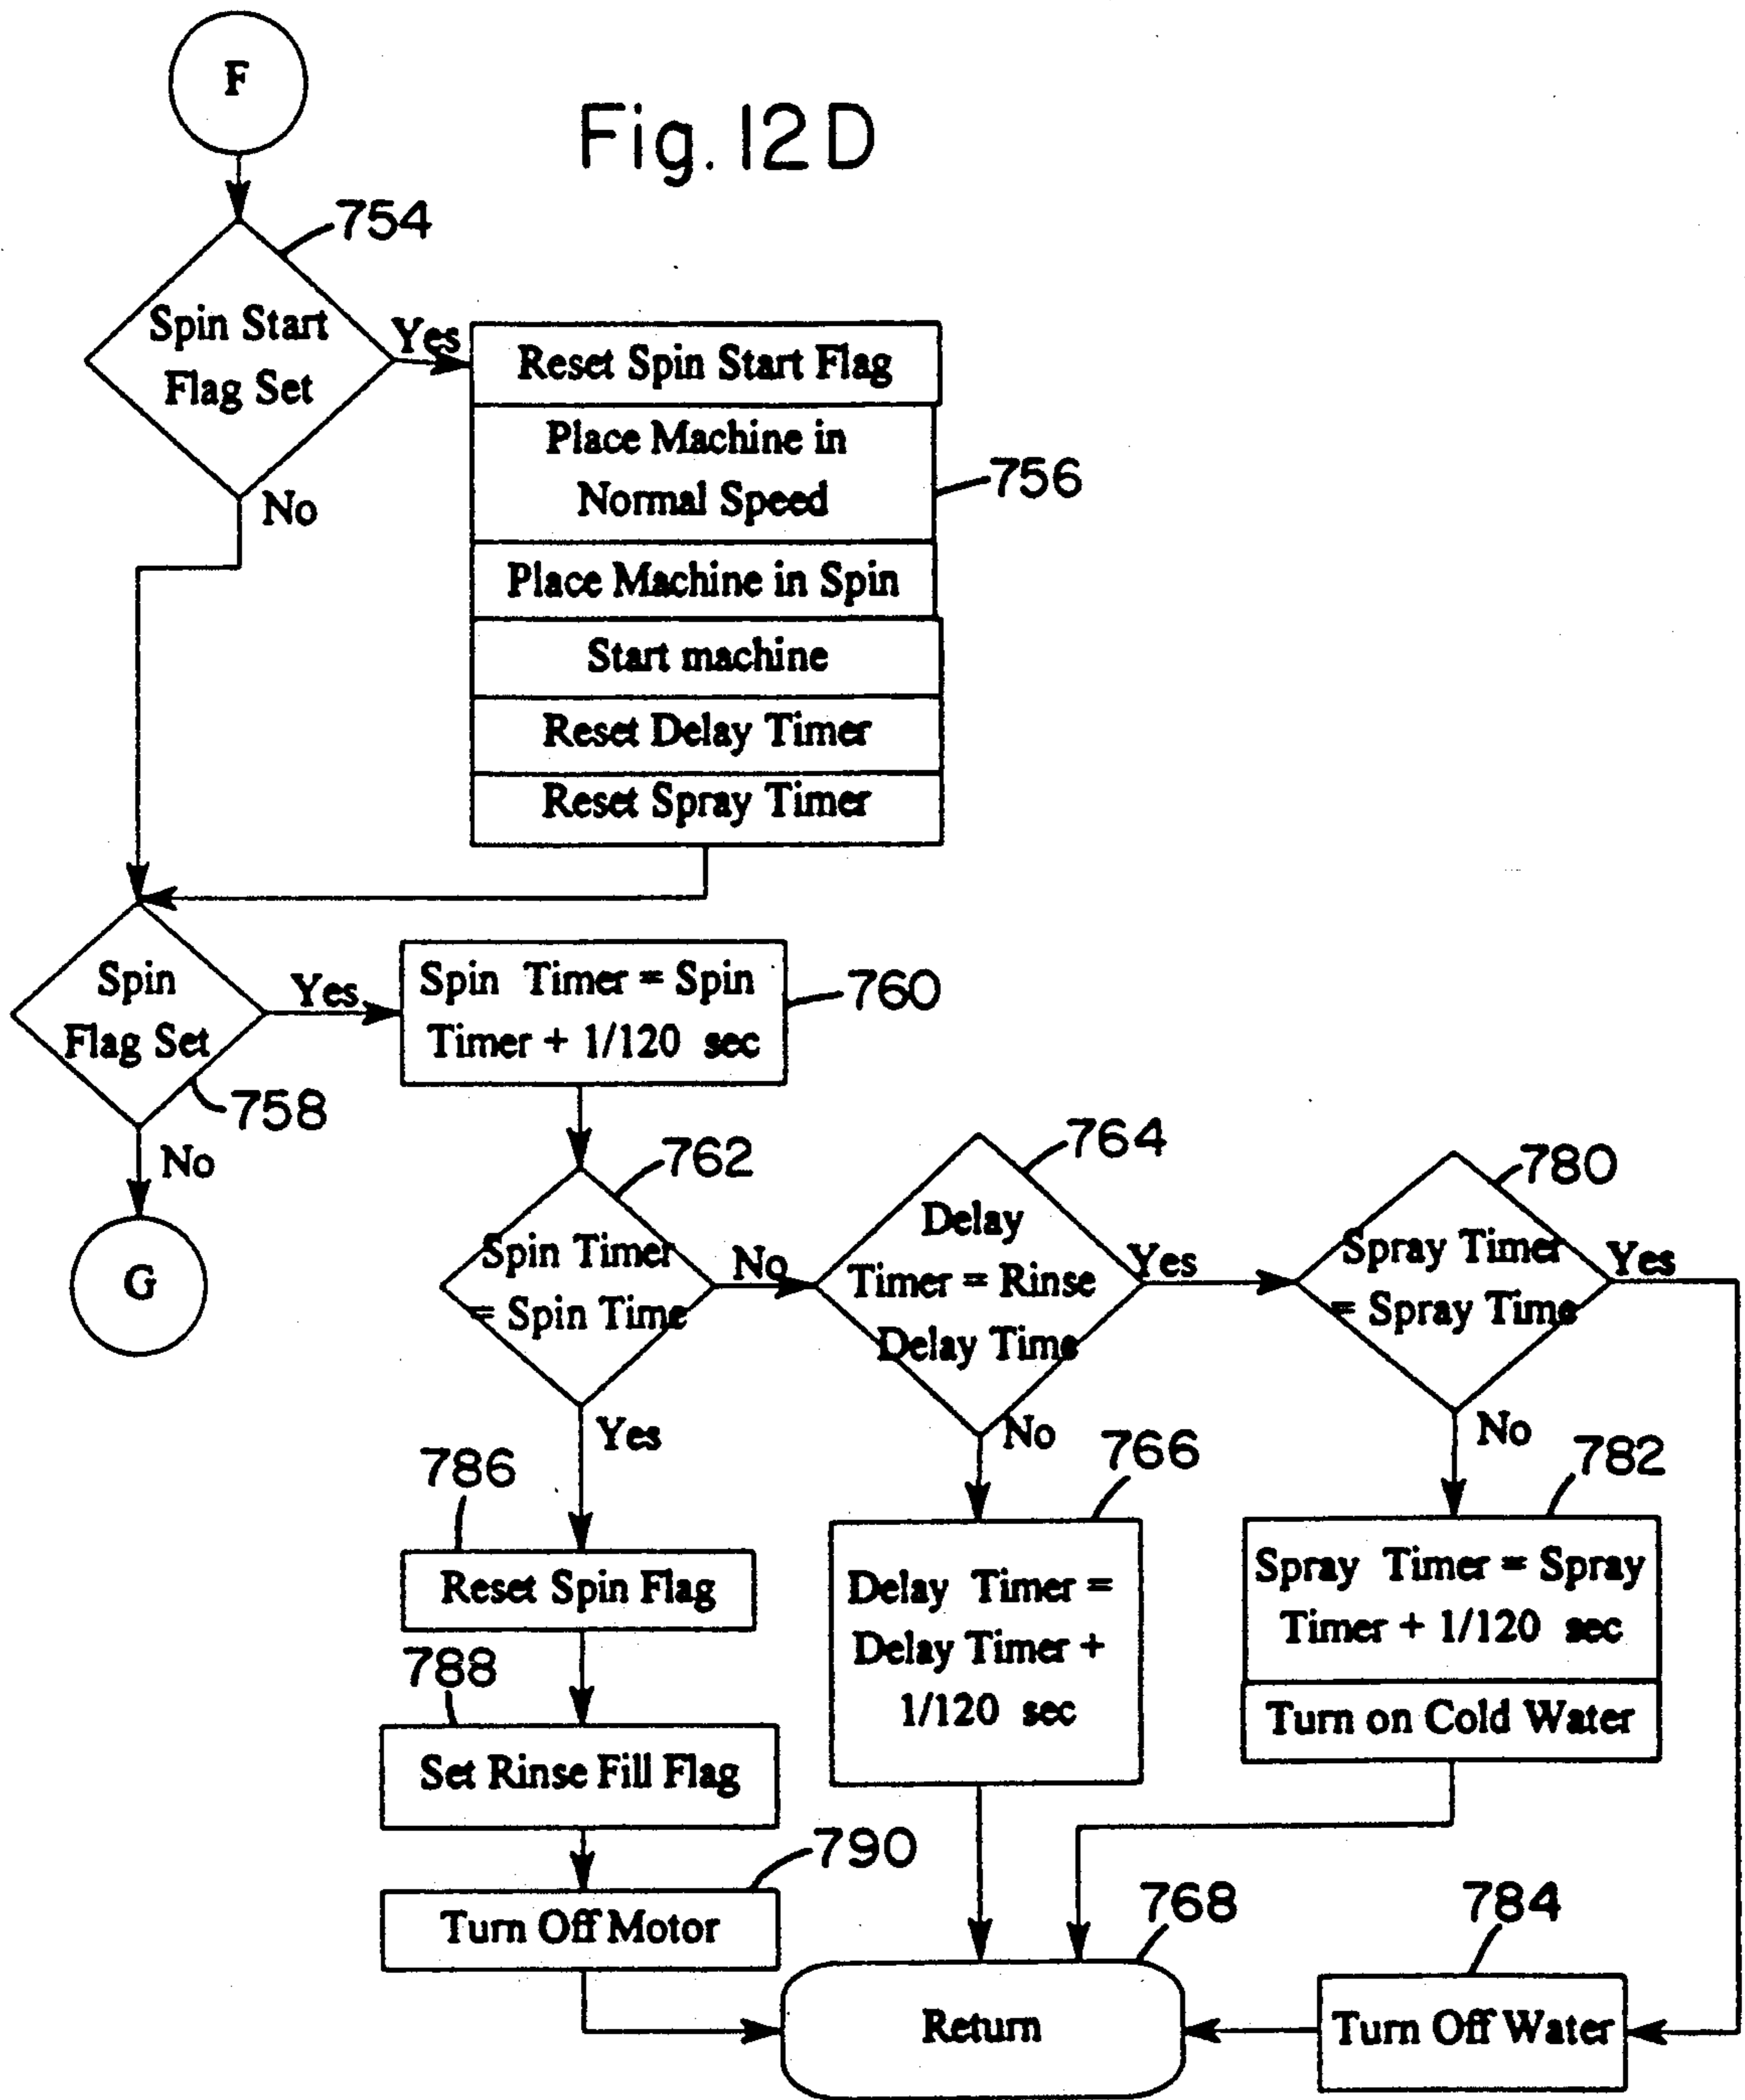 F
Fig. 12D
754
Spin Start
Flag Set
Yes
No
Reset Spin Start Flag
Place Machine in
Normal Speed
756
Place Machine in Spin
Start machine
Reset Delay Timer
Reset Spray Timer
Spin
Flag Set
Yes
758
No
G
Spin Timer = Spin
Timer + 1/120 sec
760
762
Spin Timer
= Spin Time
No
Yes
764
Delay
Timer = Rinse
Delay Time
Yes
No
780
Spray Timer
= Spray Time
Yes
No
786
Reset Spin Flag
788
Set Rinse Fill Flag
790
Turn Off Motor
766
Delay Timer =
Delay Timer +
1/120 sec
782
Spray Timer = Spray
Timer + 1/120 sec
Turn on Cold Water
768
Return
784
Turn Off Water